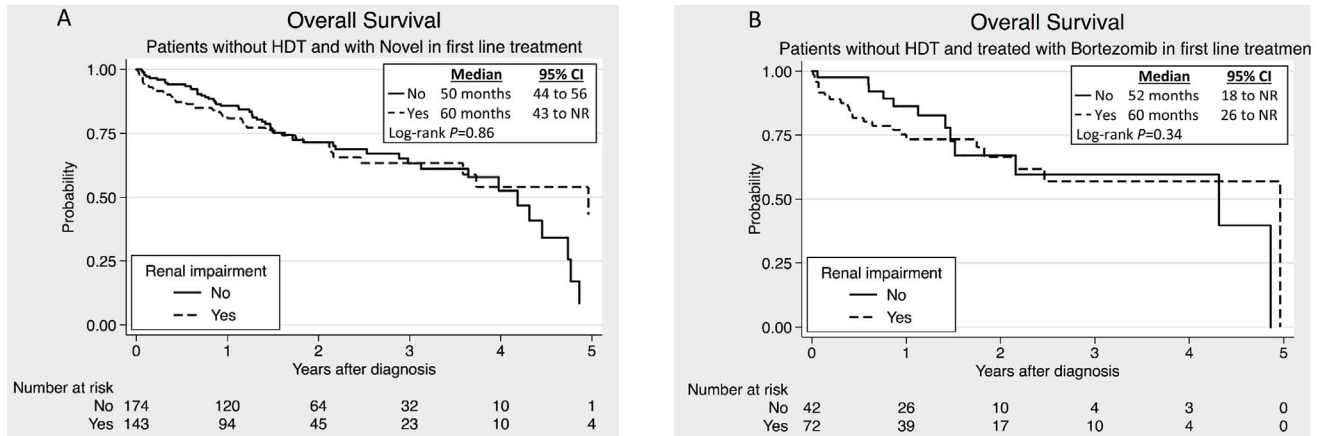 A
Overall Survival
Patients without HDT and with Novel in first line treatment
Median 95% CI
No 50 months 44 to 56
Yes 60 months 43 to NR
Log-rank P=0.86
1.00
0.75
0.50
0.25
0.00
Probability
Renal impairment
No
Yes
0 1 2 3 4 5
Years after diagnosis
Number at risk
No 174 120 64 32 10 1
Yes 143 94 45 23 10 4
B
Overall Survival
Patients without HDT and treated with Bortezomib in first line treatmen
Median 95% CI
No 52 months 18 to NR
Yes 60 months 26 to NR
Log-rank P=0.34
1.00
0.75
0.50
0.25
0.00
Probability
Renal impairment
No
Yes
0 1 2 3 4 5
Years after diagnosis
Number at risk
No 42 26 10 4 3 0
Yes 72 39 17 10 4 0